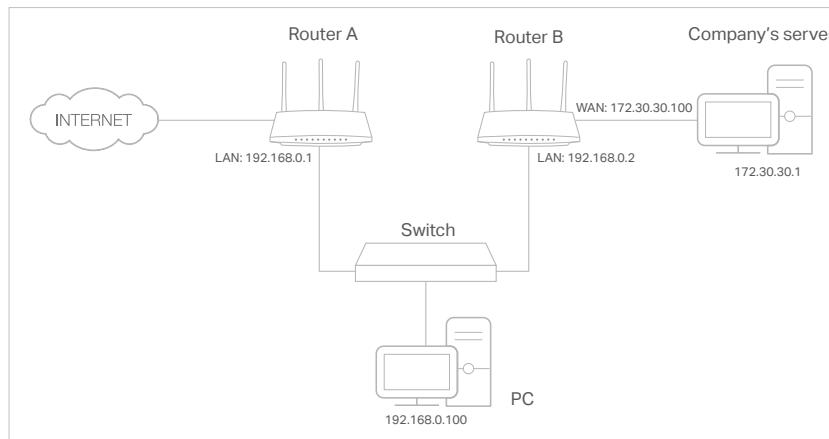 Router A
Router B
Company's server
INTERNET
WAN: 172.30.30.100
LAN: 192.168.0.1
LAN: 192.168.0.2
172.30.30.1
Switch
PC
192.168.0.100